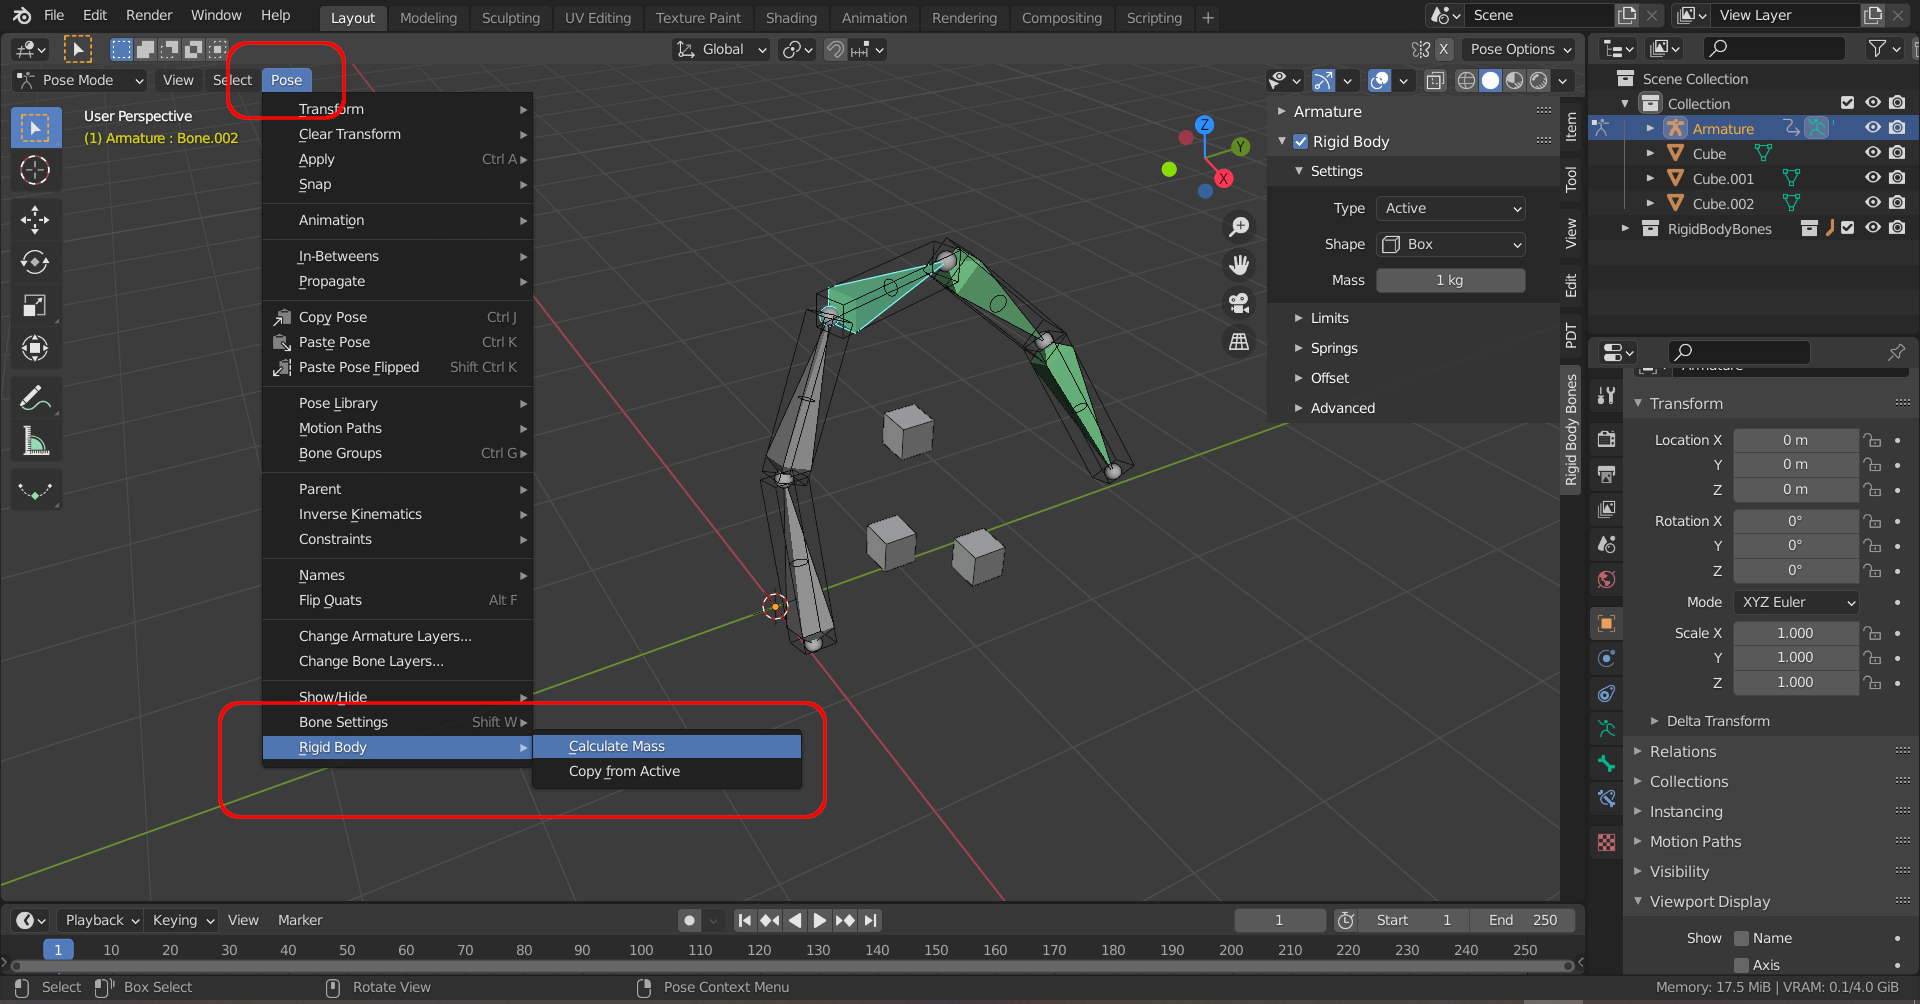 File Edit Render Window Help
Layout Modeling Sculpting UV Editing Texture Paint Shading Animation Rendering Compositing Scripting +
Scene
View Layer
Global
X
Pose Options
Pose Mode View Select Pose
User Perspective
(1) Armature : Bone.002
Transform
Clear Transform
Apply Ctrl A
Snap
Animation
In-Betweens
Propagate
Copy Pose Ctrl J
Paste Pose Ctrl K
Paste Pose Flipped Shift Ctrl K
Pose Library
Motion Paths
Bone Groups Ctrl G
Parent
Inverse Kinematics
Constraints
Names
Flip Quats Alt F
Change Armature Layers...
Change Bone Layers...
Show/Hide
Bone Settings Shift W
Rigid Body
Calculate Mass
Copy from Active
Z
Y
X
Armature
Rigid Body
Settings
Type Active
Shape Box
Mass 1 kg
Limits
Springs
Offset
Advanced
Item
Tool
View
Edit
PDT
Rigid Body Bones
Scene Collection
Collection
Armature
Cube
Cube.001
Cube.002
RigidBodyBones
Armature
Transform
Location X 0 m
Y 0 m
Z 0 m
Rotation X 0°
Y 0°
Z 0°
Mode XYZ Euler
Scale X 1.000
Y 1.000
Z 1.000
Delta Transform
Relations
Collections
Instancing
Motion Paths
Visibility
Viewport Display
Show Name
Axis
Playback Keying View Marker
1
Start 1
End 250
1 10 20 30 40 50 60 70 80 90 100 110 120 130 140 150 160 170 180 190 200 210 220 230 240 250
Select Box Select Rotate View Pose Context Menu
Memory: 17.5 MiB | VRAM: 0.1/4.0 GiB